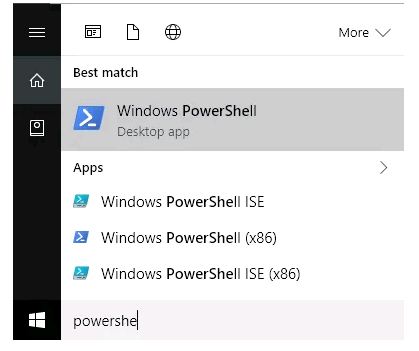 More
Best match
Windows PowerShell
Desktop app
Apps
Windows PowerShell ISE
Windows PowerShell (x86)
Windows PowerShell ISE (x86)
powershe